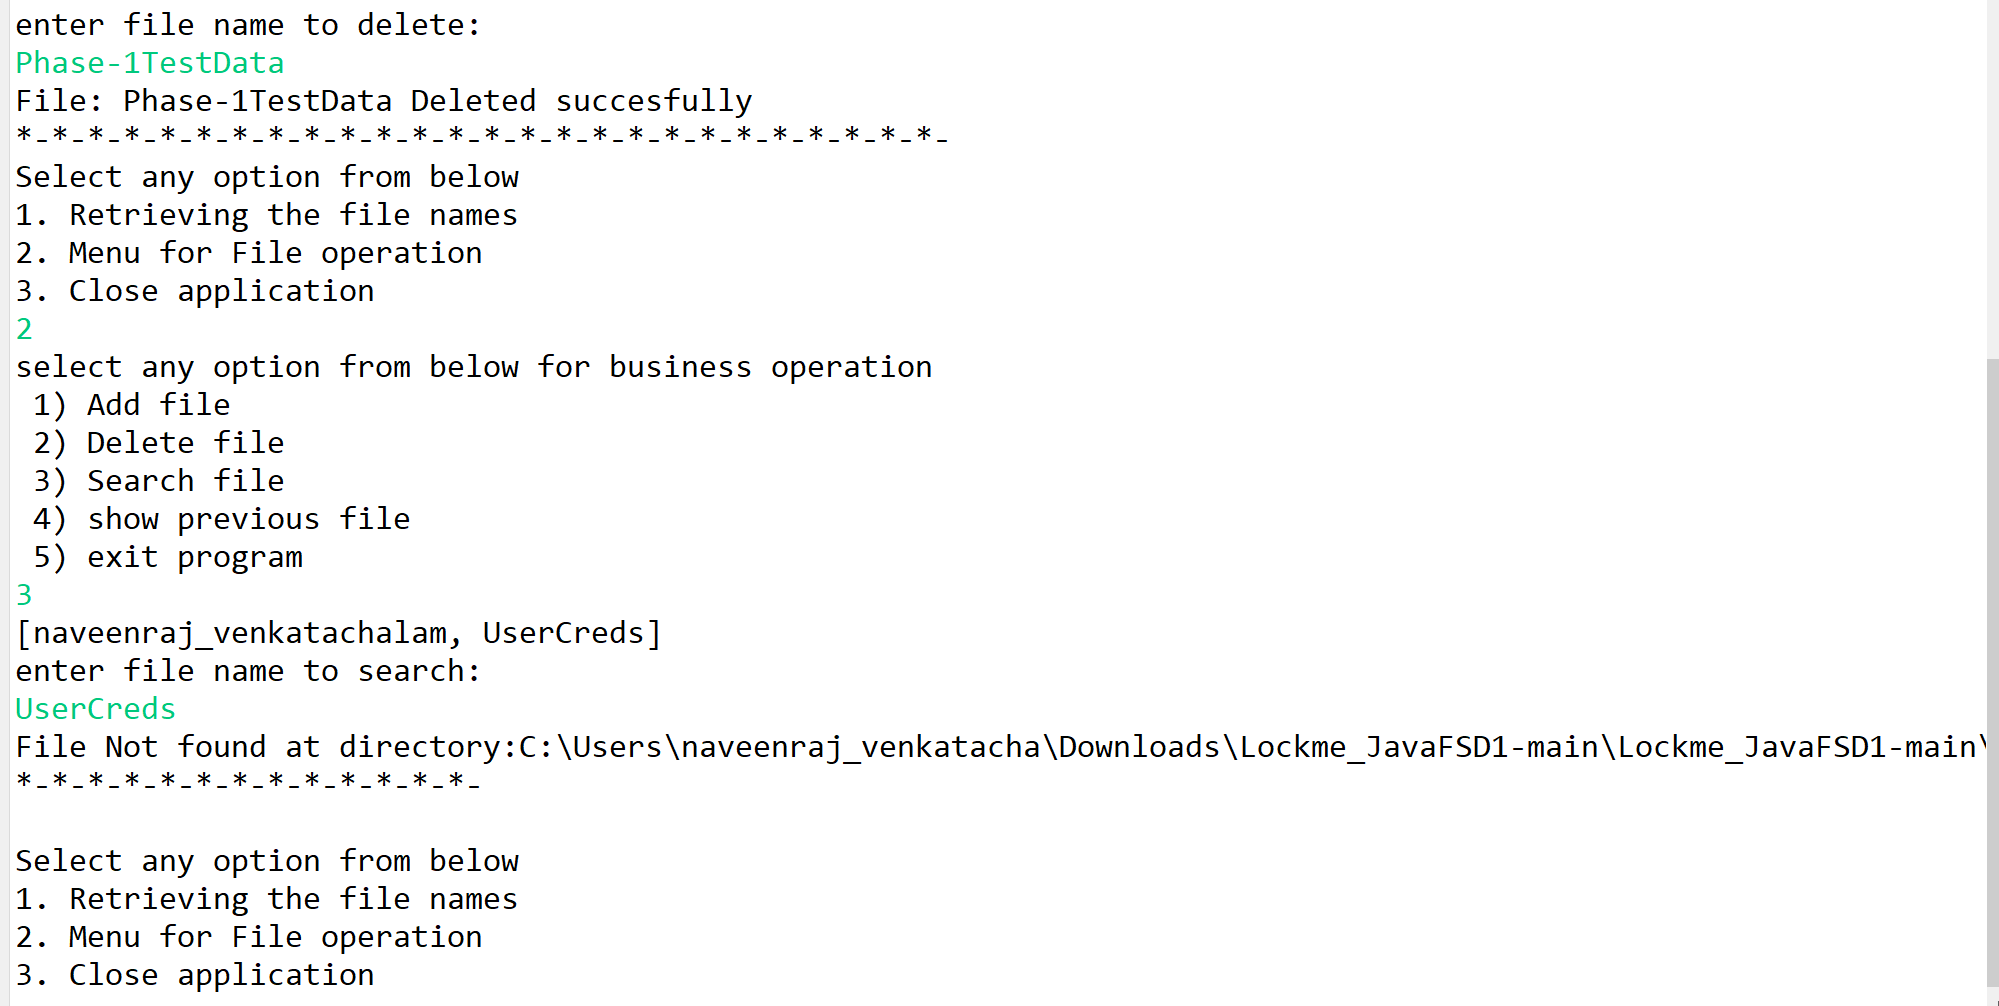 enter file name to delete:
Phase-1TestData
File: Phase-1TestData Deleted succesfully
*-*-*-*-*-*-*-*-*-*-*-*-*-*-*-*-*-*-*-*-*-*-*-*-*-*-
Select any option from below
1. Retrieving the file names
2. Menu for File operation
3. Close application
2
select any option from below for business operation
 1) Add file
 2) Delete file
 3) Search file
 4) show previous file
 5) exit program
3
[naveenraj_venkatachalam, UserCreds]
enter file name to search:
UserCreds
File Not found at directory:C:\Users\naveenraj_venkatacha\Downloads\Lockme_JavaFSD1-main\Lockme_JavaFSD1-main\
*-*-*-*-*-*-*-*-*-*-*-*-*-
Select any option from below
1. Retrieving the file names
2. Menu for File operation
3. Close application